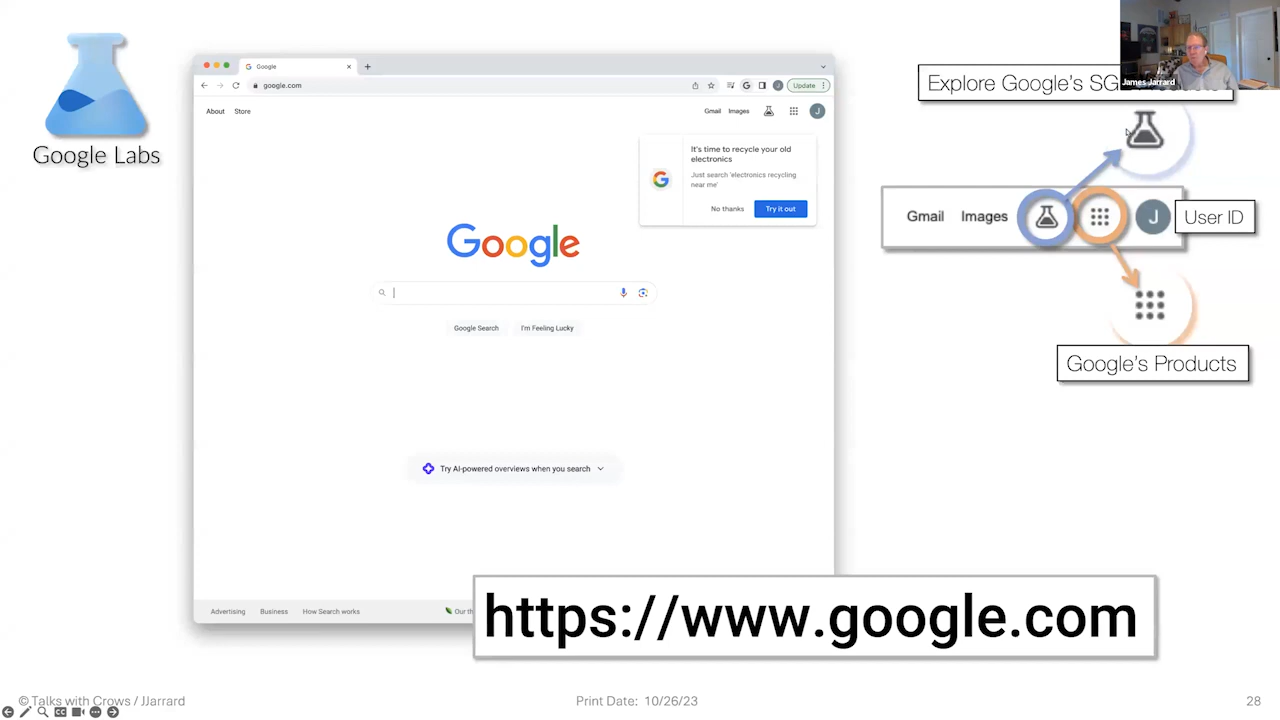 James Jarrard
Explore Google's SG
Google Labs
Google
google.com
Update
About
Store
Gmail
Images
J
It's time to recycle your old
electronics
Just search 'electronics recycling
near me'
No thanks
Try it out
Google
Google Search
I'm Feeling Lucky
Try AI-powered overviews when you search
Advertising
Business
How Search works
Our th
Gmail
Images
J
User ID
Google's Products
https://www.google.com
© Talks with Crows / JJarrard
Print Date: 10/26/23
28